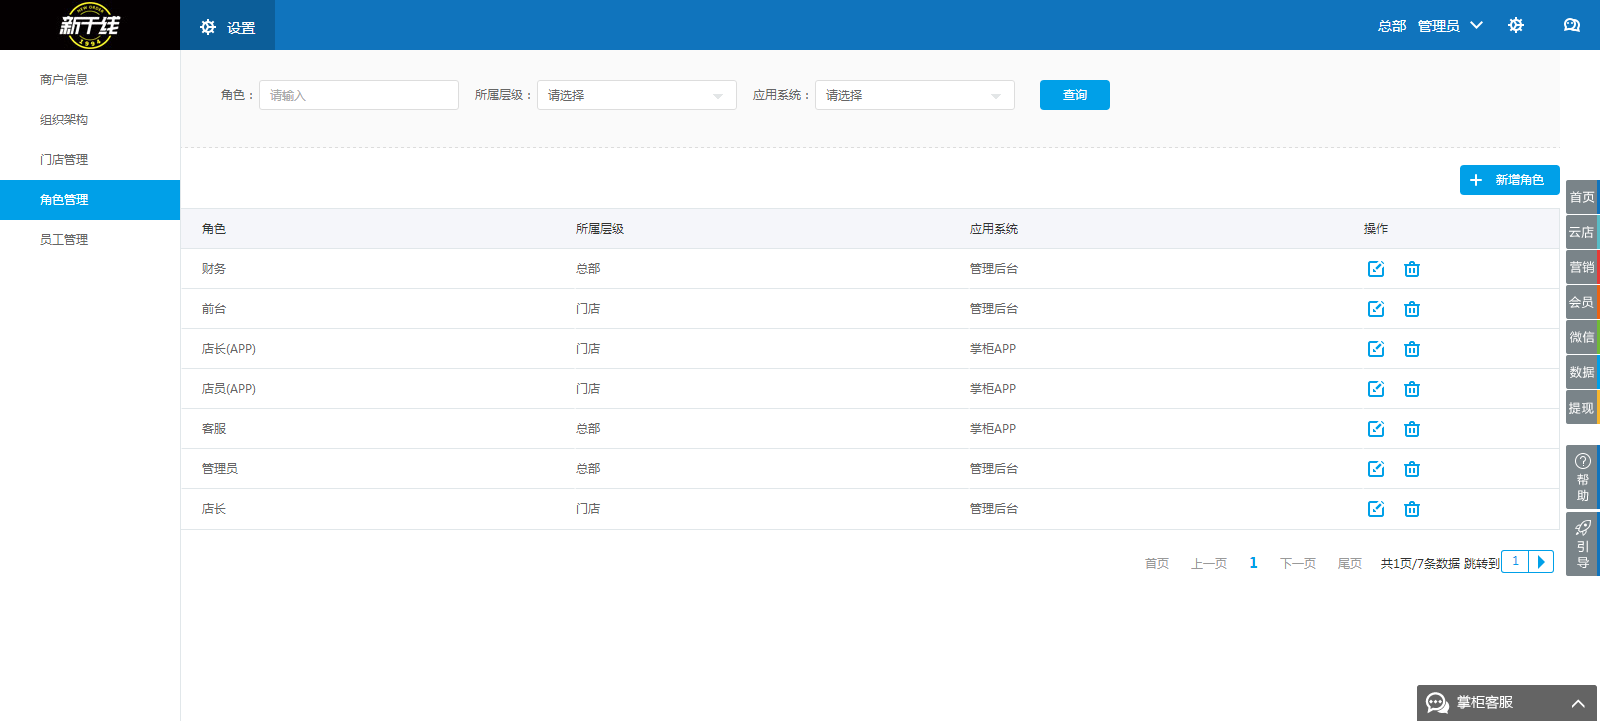 NEW ORDER
新干线
1994
设置
总部 管理员
商户信息
组织架构
门店管理
角色管理
员工管理
角色： 请输入 所属层级： 请选择 应用系统： 请选择 查询
新增角色
角色 所属层级 应用系统 操作
财务 总部 管理后台
前台 门店 管理后台
店长(APP) 门店 掌柜APP
店员(APP) 门店 掌柜APP
客服 总部 掌柜APP
管理员 总部 管理后台
店长 门店 管理后台
首页 上一页 1 下一页 尾页 共1页/7条数据 跳转到 1
首页
云店
营销
会员
微信
数据
提现
帮
助
引
导
掌柜客服